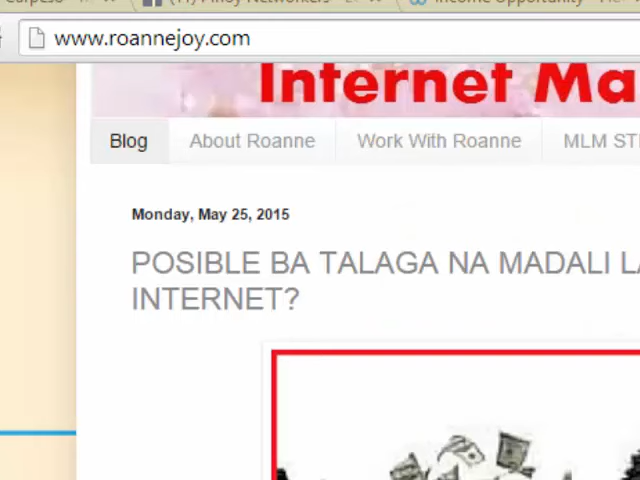 www.roannejoy.com
Internet Ma
Blog
About Roanne
Work With Roanne
MLM ST
Monday, May 25, 2015
POSIBLE BA TALAGA NA MADALI L
INTERNET?